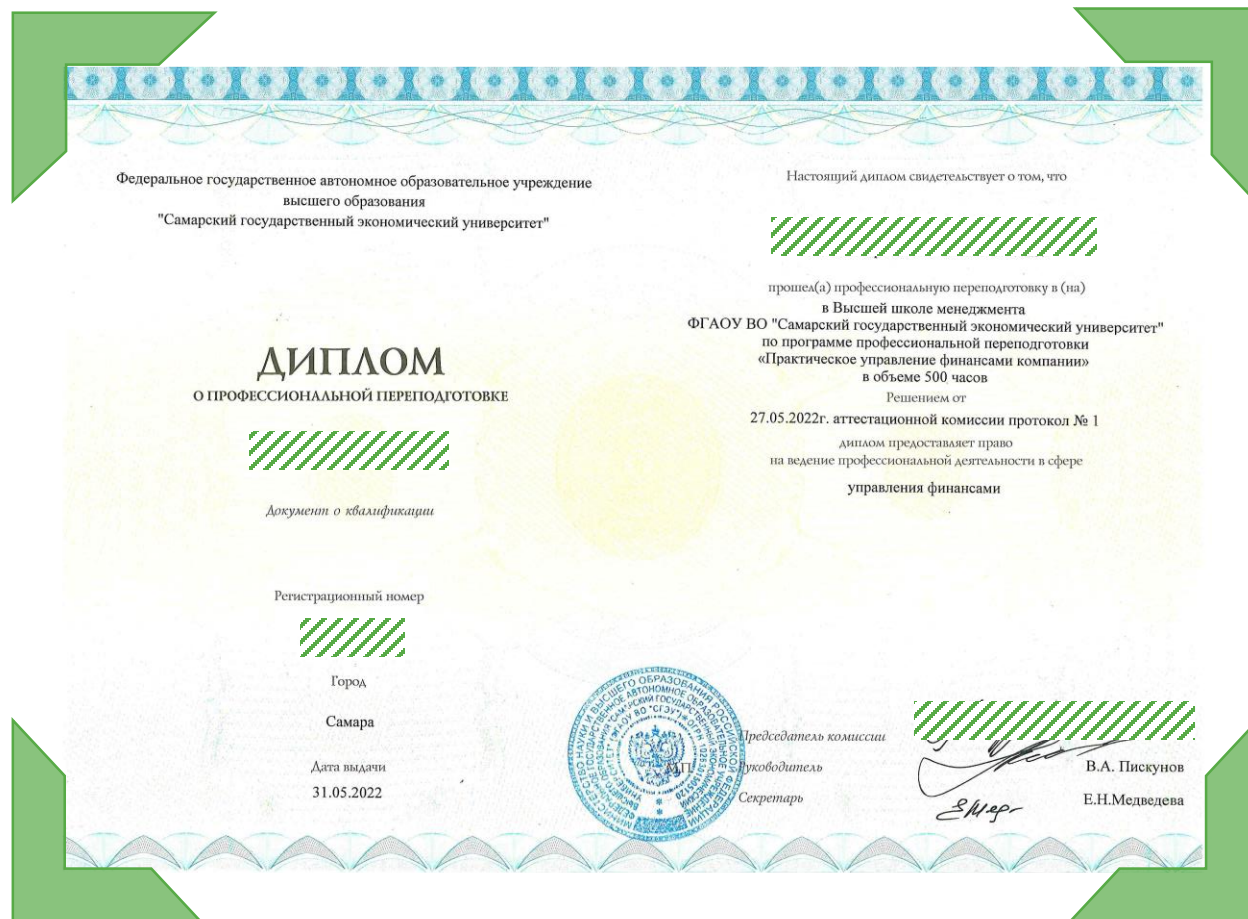 Федеральное государственное автономное образовательное учреждение
высшего образования
"Самарский государственный экономический университет"
ДИПЛОМ
О ПРОФЕССИОНАЛЬНОЙ ПЕРЕПОДГОТОВКЕ
Документ о квалификации
Регистрационный номер
Город
Самара
Дата выдачи
31.05.2022
Настоящий диплом свидетельствует о том, что
прошел(а) профессиональную переподготовку в (на)
в Высшей школе менеджмента
ФГАОУ ВО "Самарский государственный экономический университет"
по программе профессиональной переподготовки
«Практическое управление финансами компании»
в объеме 500 часов
Решением от
27.05.2022г. аттестационной комиссии протокол № 1
диплом предоставляет право
на ведение профессиональной деятельности в сфере
управления финансами
Председатель комиссии
М.П.
Руководитель
В.А. Пискунов
Секретарь
Е.Н.Медведева